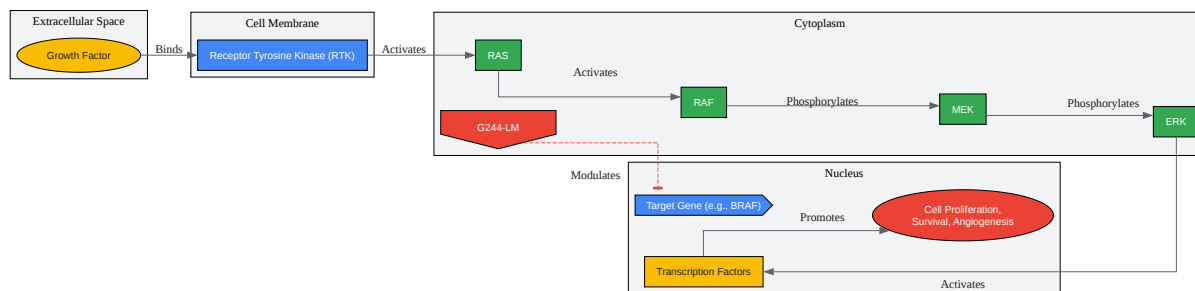 Extracellular Space
Growth Factor
Binds
Cell Membrane
Receptor Tyrosine Kinase (RTK)
Activates
Cytoplasm
RAS
Activates
RAF
Phosphorylates
MEK
Phosphorylates
ERK
G244-LM
Modulates
Nucleus
Target Gene (e.g., BRAF)
Promotes
Cell Proliferation,
Survival, Angiogenesis
Transcription Factors
Activates